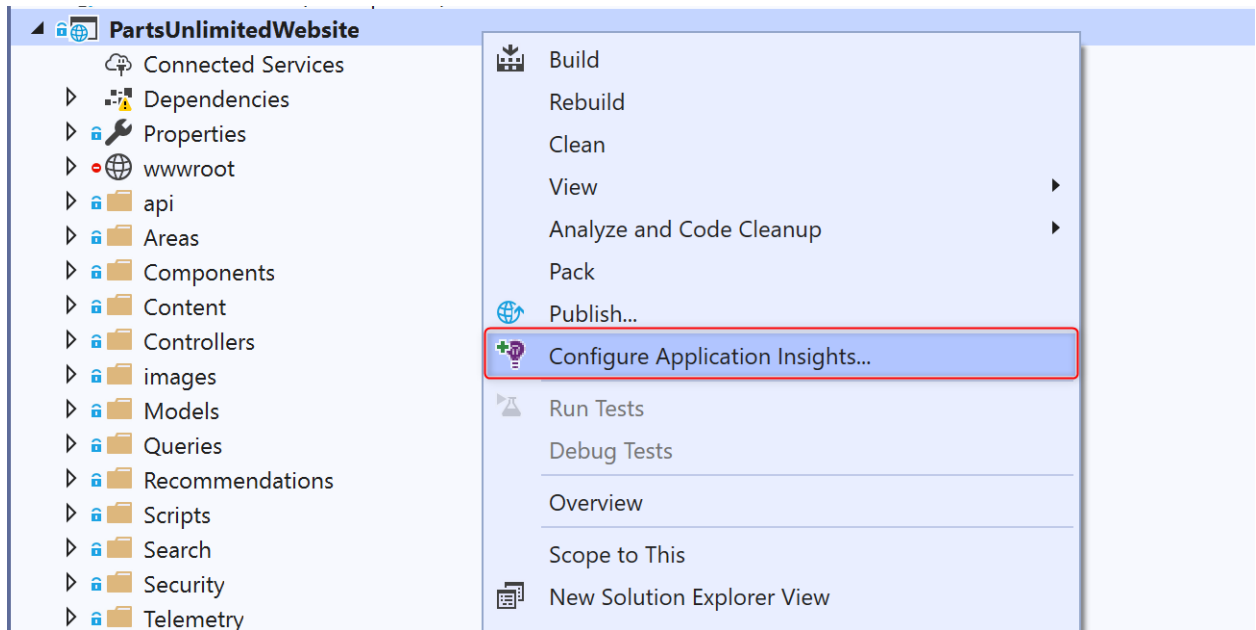 PartsUnlimitedWebsite
Connected Services
Dependencies
Properties
wwwroot
api
Areas
Components
Content
Controllers
images
Models
Queries
Recommendations
Scripts
Search
Security
Telemetry
Build
Rebuild
Clean
View
Analyze and Code Cleanup
Pack
Publish...
Configure Application Insights...
Run Tests
Debug Tests
Overview
Scope to This
New Solution Explorer View